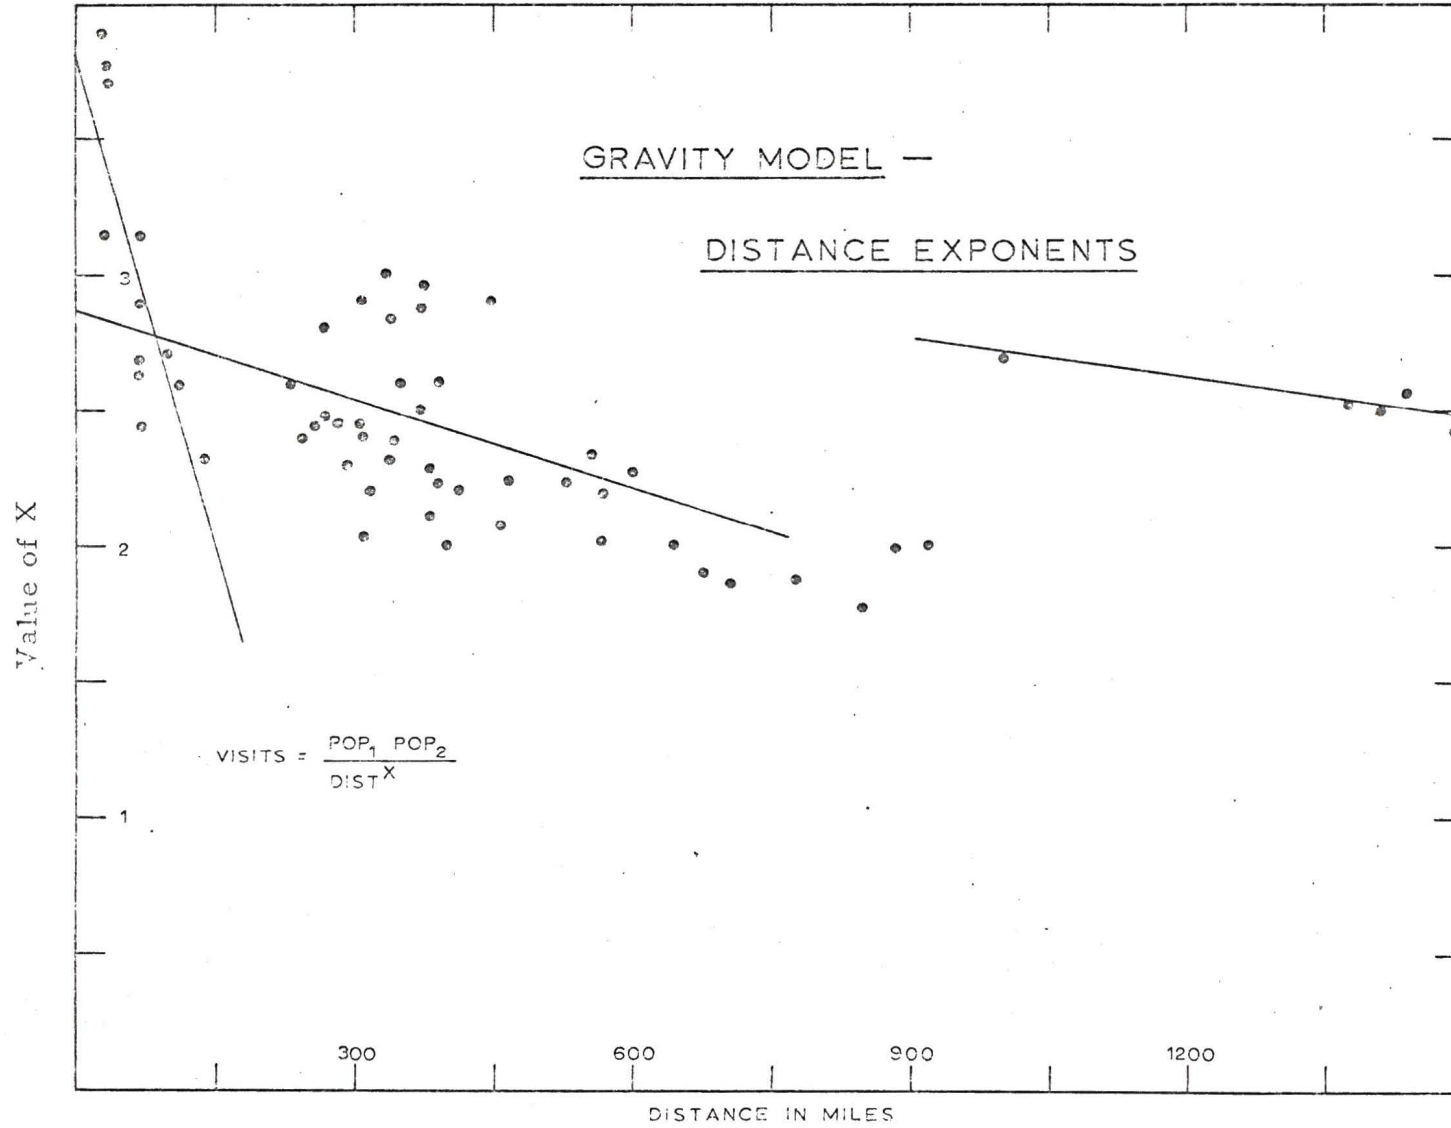 GRAVITY MODEL —
DISTANCE EXPONENTS
3
2
1
Value of X
VISITS = POP₁ POP₂
DIST^X
300 600 900 1200
DISTANCE IN MILES